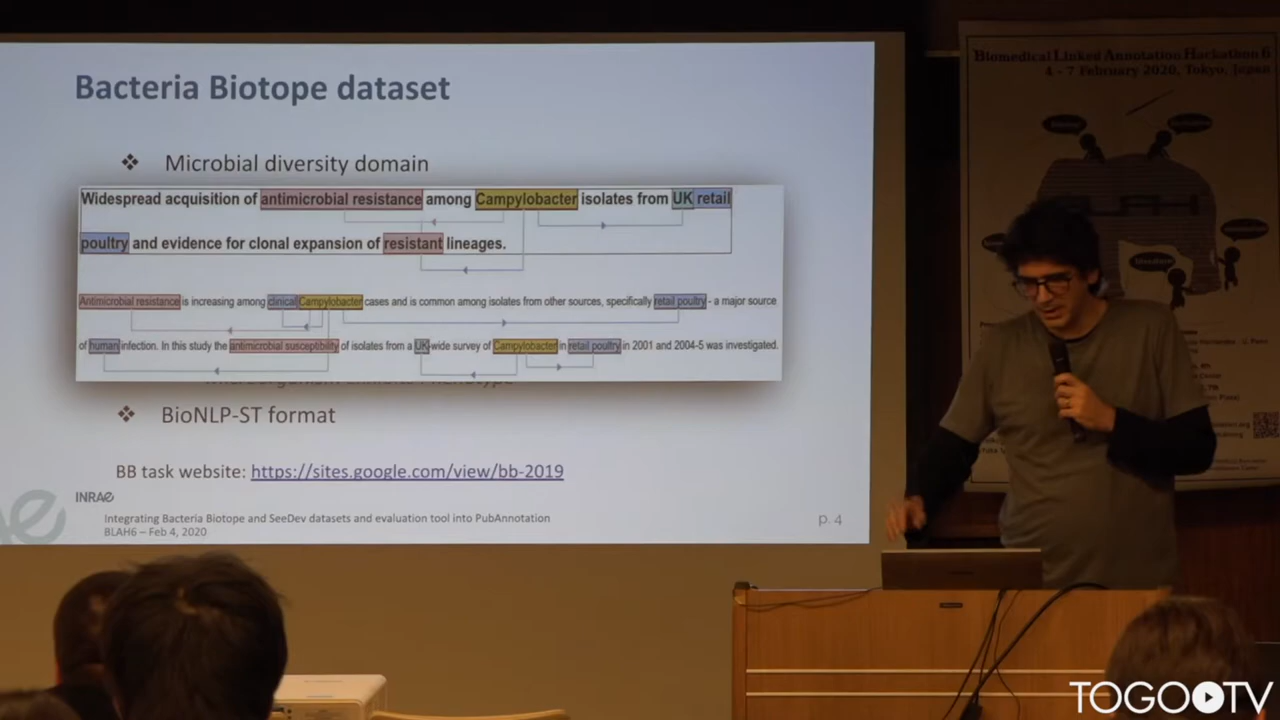 Bacteria Biotope dataset
❖ Microbial diversity domain
Widespread acquisition of antimicrobial resistance among Campylobacter isolates from UK retail
poultry and evidence for clonal expansion of resistant lineages.
Antimicrobial resistance is increasing among clinical Campylobacter cases and is common among isolates from other sources, specifically retail poultry - a major source
of human infection. In this study the antimicrobial susceptibility of isolates from a UK-wide survey of Campylobacter in retail poultry in 2001 and 2004-5 was investigated.
❖ BioNLP-ST format
BB task website: https://sites.google.com/view/bb-2019
INRAE
Integrating Bacteria Biotope and SeeDev datasets and evaluation tool into PubAnnotation
BLAH6 – Feb 4, 2020
p. 4
Biomedical Linked Annotation Hackathon 6
4 - 7 February 2020, Tokyo, Japan
BLAH
TOGO TV